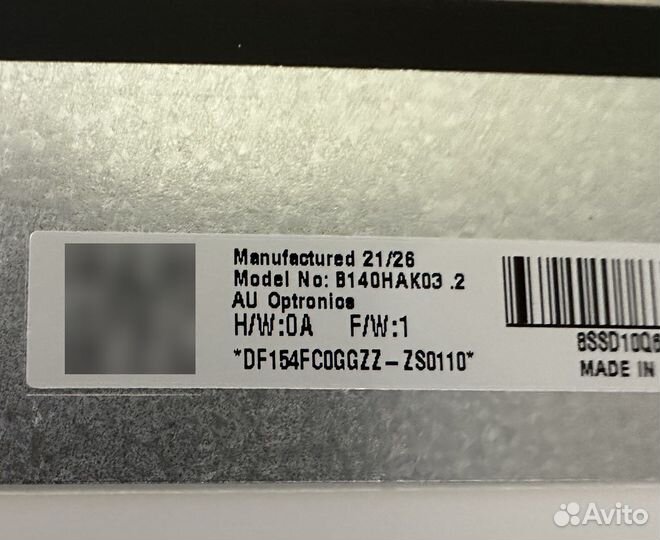 Manufactured 21/26
Model No: B140HAK03 .2
AU Optronics
H/W:0A F/W:1
*DF154FC0GGZZ-ZS0110*
8SSD10Q6
MADE IN
Avito